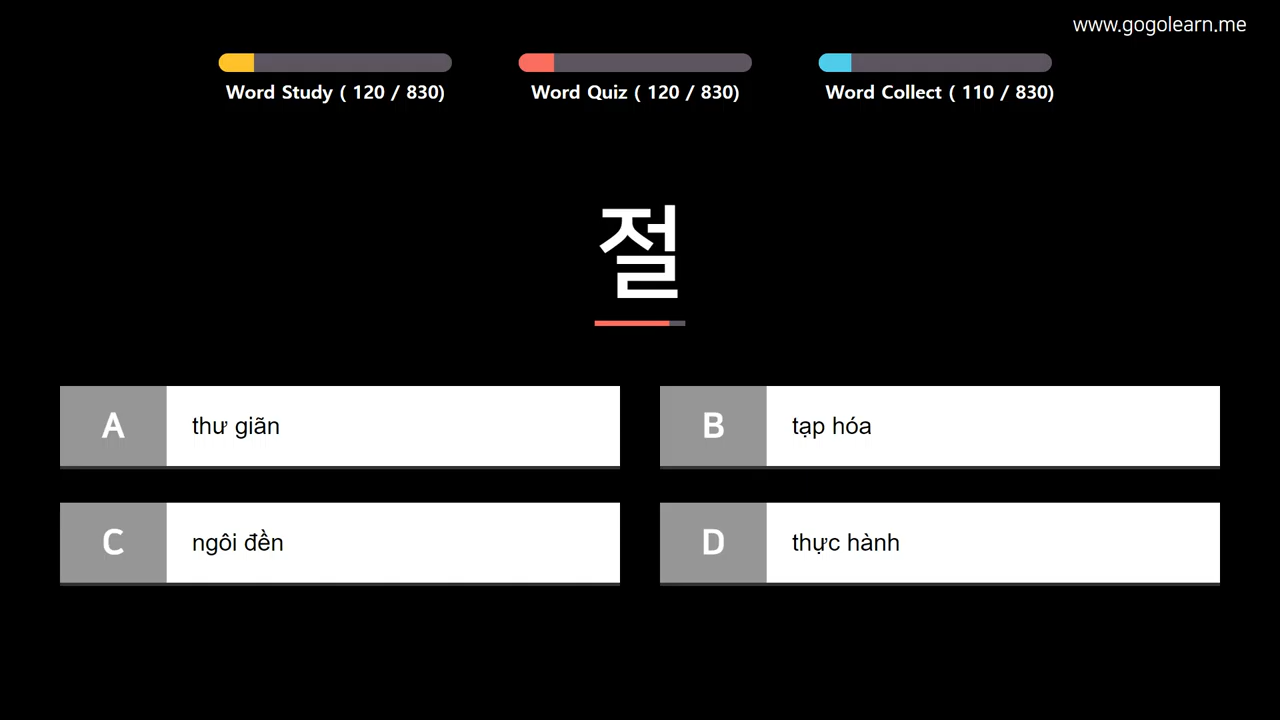 www.gogolearn.me
Word Study ( 120 / 830)
Word Quiz ( 120 / 830)
Word Collect ( 110 / 830)
절
A thư giãn
B tạp hóa
C ngôi đền
D thực hành